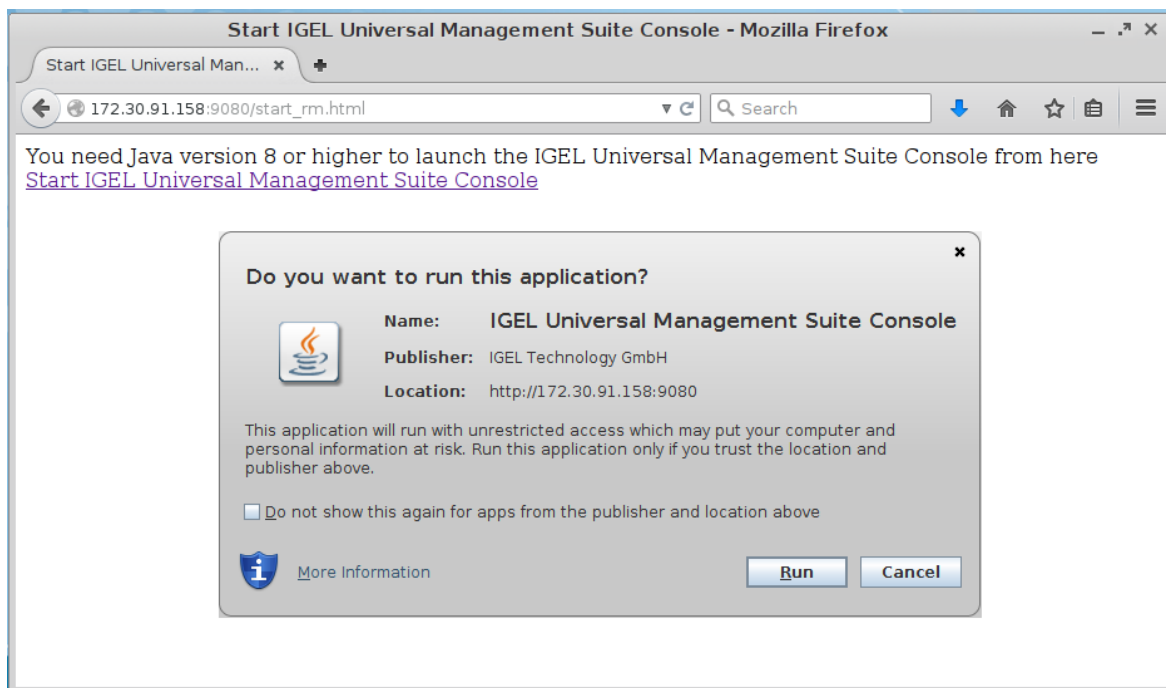 Start IGEL Universal Management Suite Console - Mozilla Firefox
Start IGEL Universal Man...
172.30.91.158:9080/start_rm.html
Search
You need Java version 8 or higher to launch the IGEL Universal Management Suite Console from here
Start IGEL Universal Management Suite Console
Do you want to run this application?
Name: IGEL Universal Management Suite Console
Publisher: IGEL Technology GmbH
Location: http://172.30.91.158:9080
This application will run with unrestricted access which may put your computer and
personal information at risk. Run this application only if you trust the location and
publisher above.
Do not show this again for apps from the publisher and location above
More Information
Run
Cancel